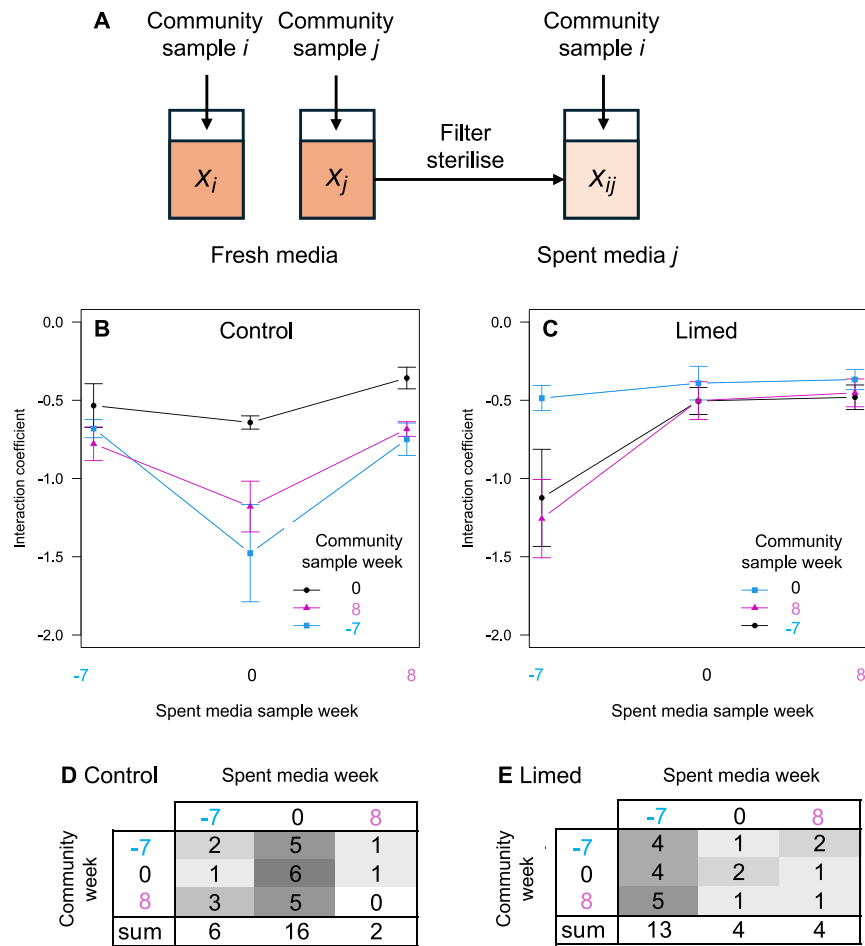 A
Community sample i
Community sample j
Community sample i
Filter sterilise
Xi
Xj
Xij
Fresh media
Spent media j
B
Control
Interaction coefficient
0.0
-0.5
-1.0
-1.5
-2.0
Community sample week
0
8
-7
-7
0
8
Spent media sample week
C
Limed
Interaction coefficient
0.0
-0.5
-1.0
-1.5
-2.0
Community sample week
0
8
-7
-7
0
8
Spent media sample week
D Control
Spent media week
Community week
-7 0 8
-7 2 5 1
0 1 6 1
8 3 5 0
sum 6 16 2
E Limed
Spent media week
Community week
-7 0 8
-7 4 1 2
0 4 2 1
8 5 1 1
sum 13 4 4